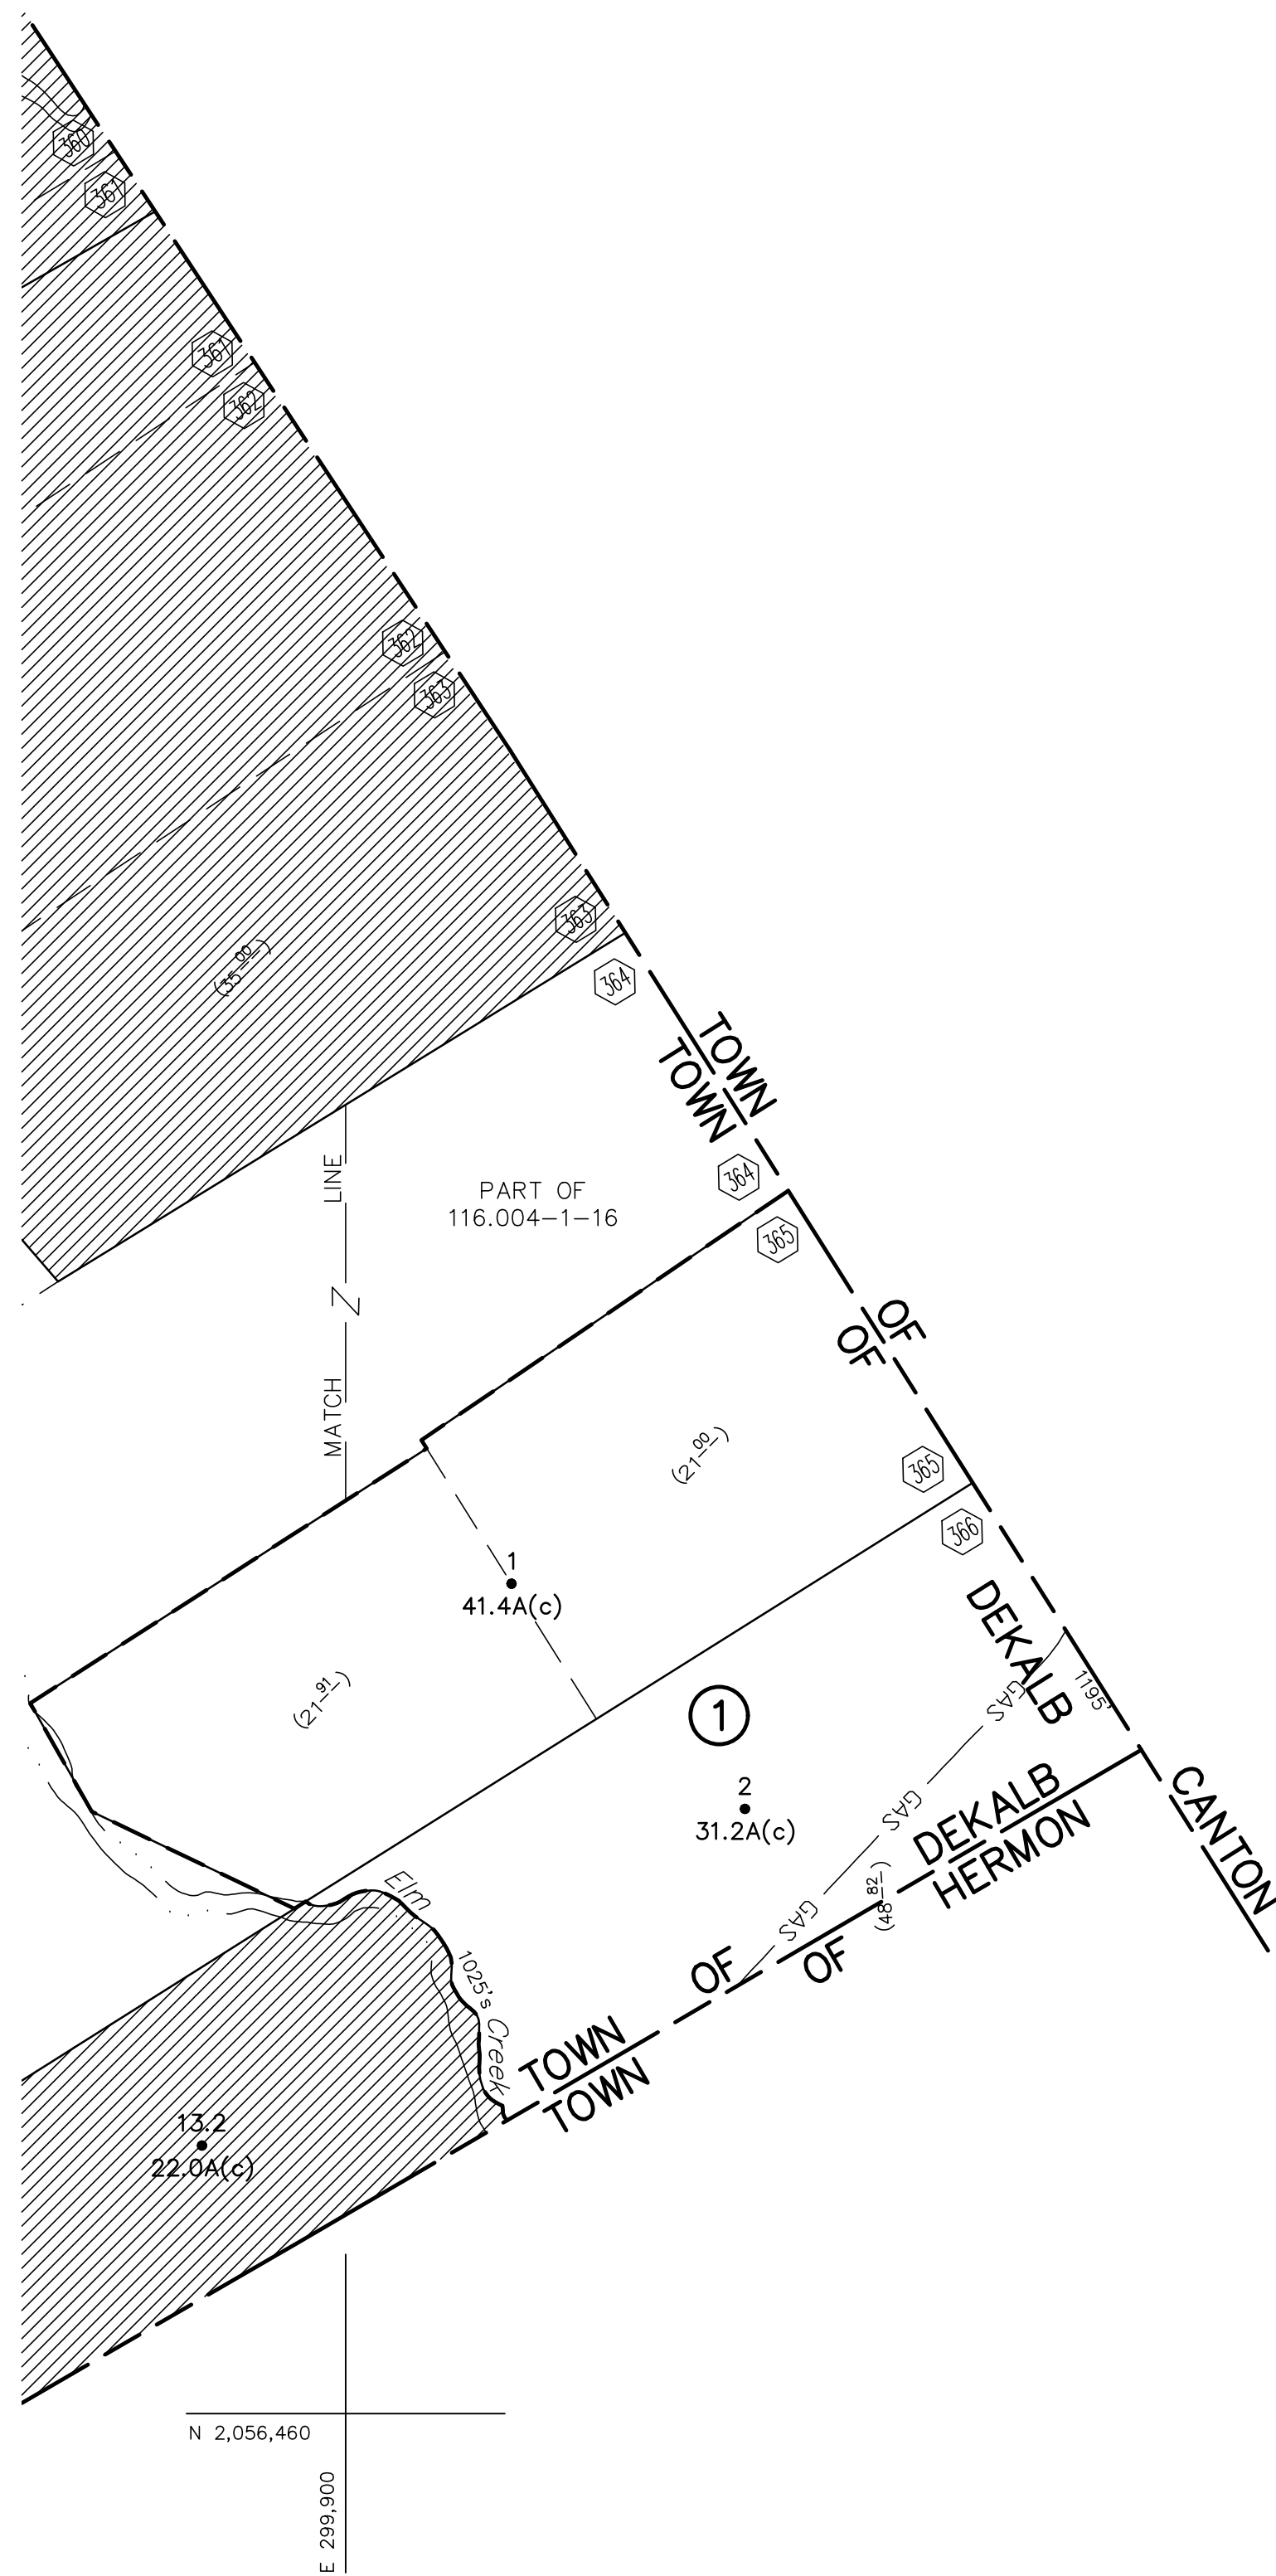 360
361
361
362
362
363
363
(35.00)
364
TOWN
TOWN
LINE
PART OF
116.004-1-16
364
365
Z
OF
OF
MATCH
(21.00)
365
366
1
41.4A(c)
DEKALB
(21.91)
GAS
1195'
1
2
31.2A(c)
GAS
DEKALB
HERMON
CANTON
Elm
(48.82)
GAS
OF
OF
1025's
Creek
TOWN
TOWN
13.2
22.0A(c)
N 2,056,460
E 299,900